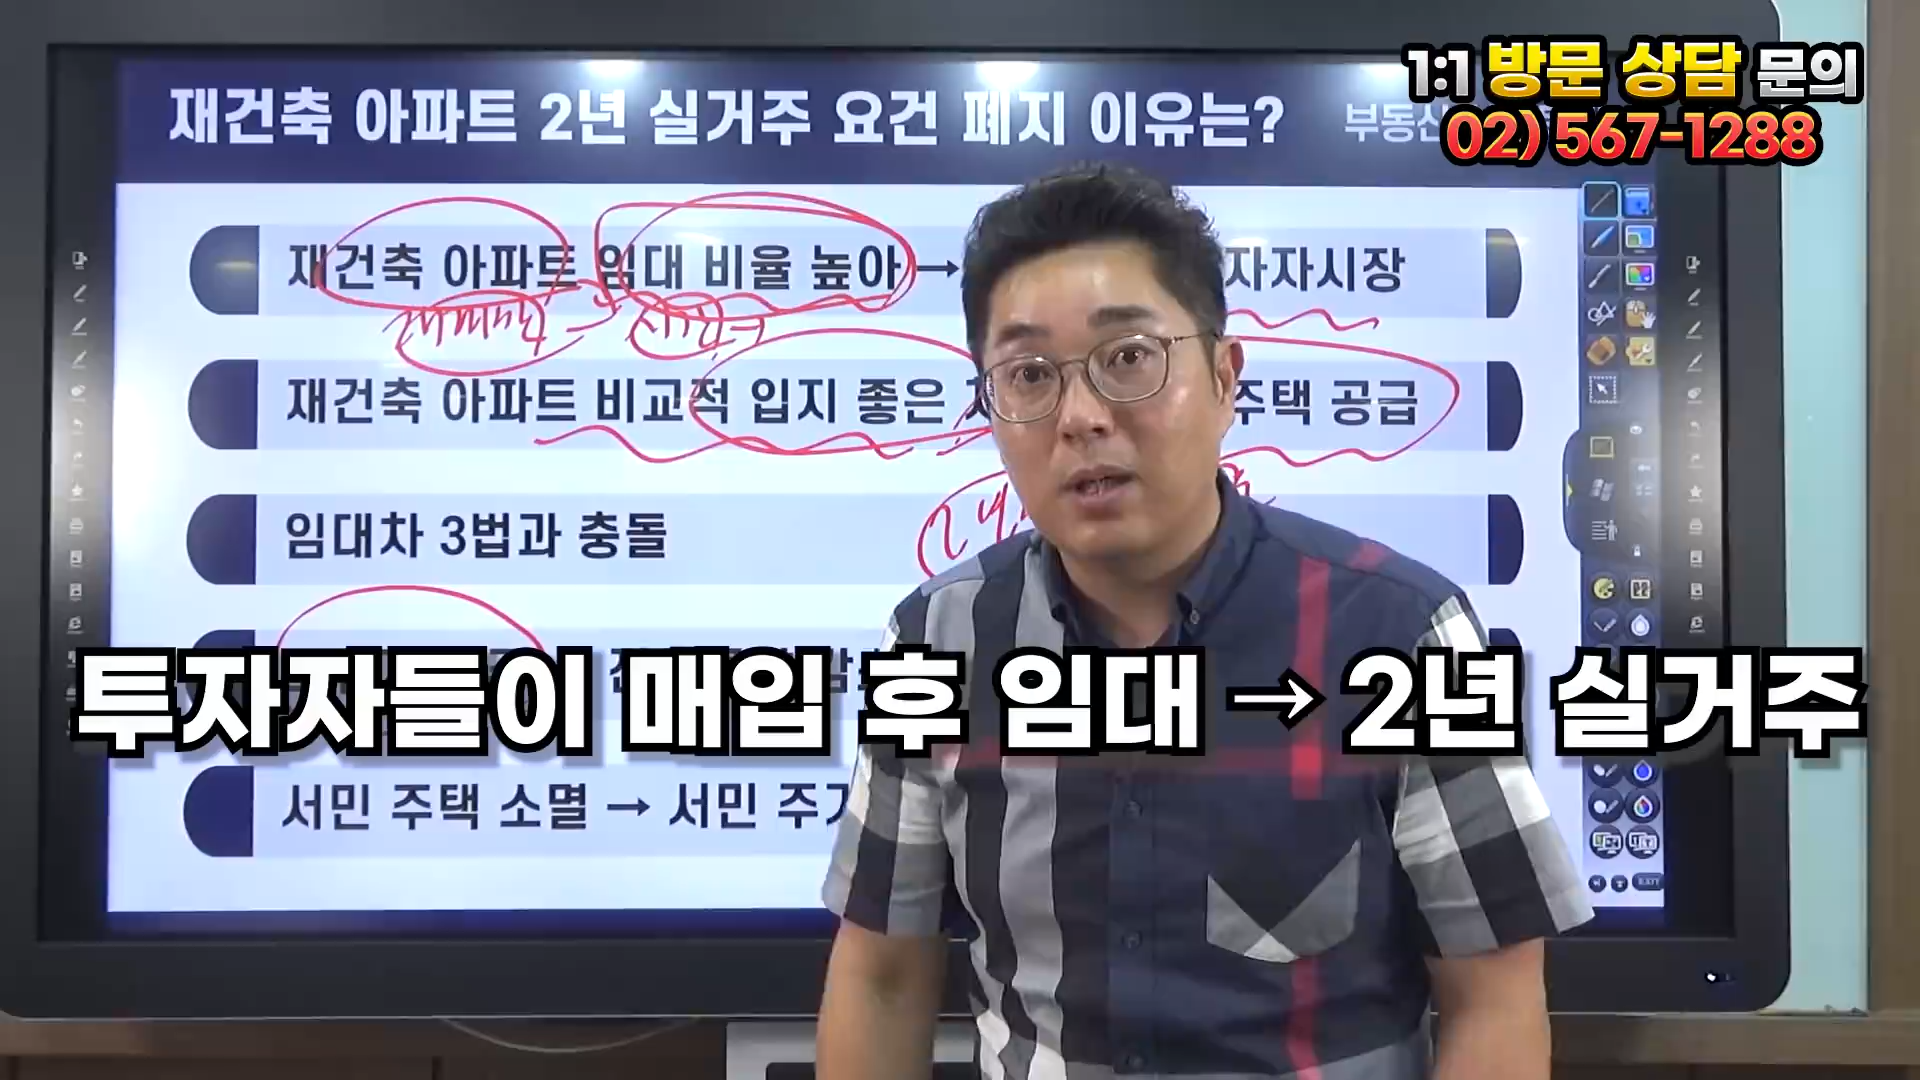 1:1 방문 상담 문의
02) 567-1288
재건축 아파트 2년 실거주 요건 폐지 이유는?
재건축 아파트 임대 비율 높아 → 자자시장
재건축 아파트 비교적 입지 좋은 주택 공급
임대차 3법과 충돌
투자자들이 매입 후 임대 → 2년 실거주
서민 주택 소멸 → 서민 주거